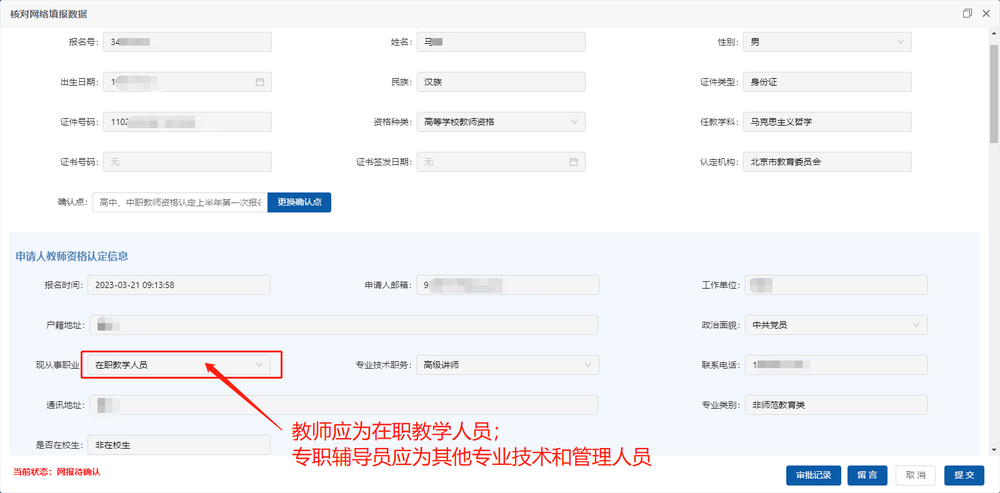 核对网络填报数据
报名号: 34
姓名: 马
性别: 男
出生日期: 1
民族: 汉族
证件类型: 身份证
证件号码: 1102
资格种类: 高等学校教师资格
任教学科: 马克思主义哲学
证书号码: 无
证书签发日期: 无
认定机构: 北京市教育委员会
确认点: 高中、中职教师资格认定上半年第一次报名 更换确认点
申请人教师资格认定信息
报名时间: 2023-03-21 09:13:58
申请人邮箱: 9
工作单位:
户籍地址:
政治面貌: 中共党员
现从事职业 在职教学人员
专业技术职务: 高级讲师
联系电话: 1
通讯地址:
专业类别: 非师范教育类
是否在校生: 非在校生
教师应为在职教学人员；
专职辅导员应为其他专业技术和管理人员
当前状态: 网报待确认
审批记录 留 言 取 消 提 交